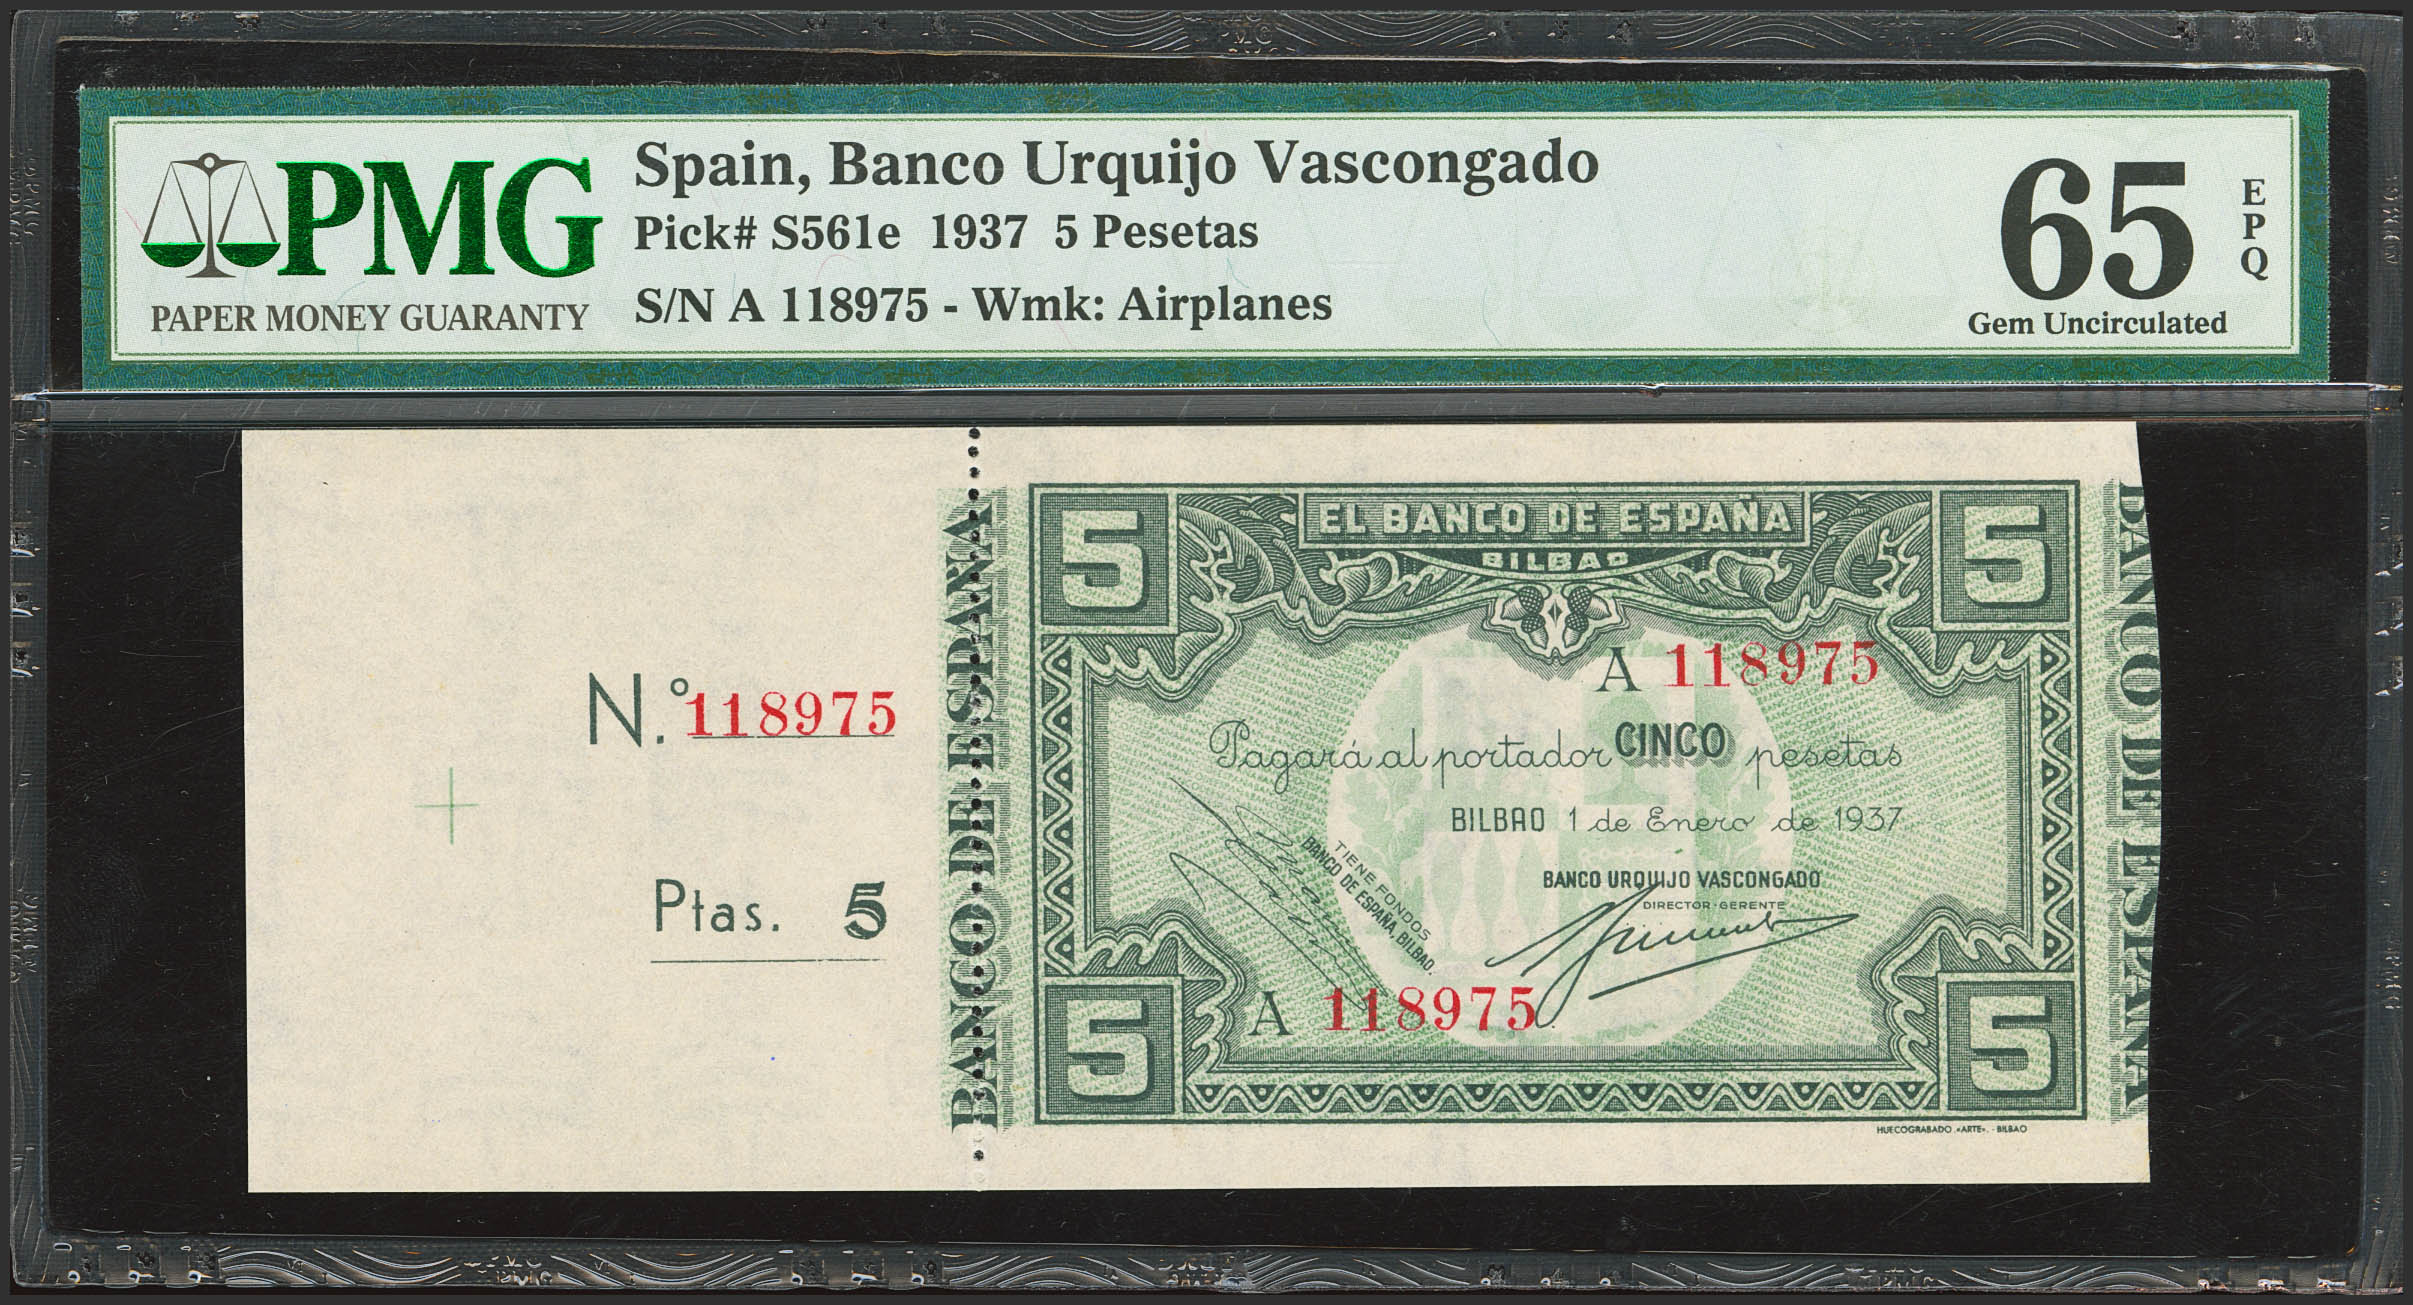 PMG
PAPER MONEY GUARANTY
Spain, Banco Urquijo Vascongado
Pick# S561e 1937 5 Pesetas
S/N A 118975 - Wmk: Airplanes
65
EPQ
Gem Uncirculated
N.º 118975
Ptas. 5
BANCO DE ESPAÑA
5
EL BANCO DE ESPAÑA
BILBAO
5
A 118975
Pagará al portador CINCO pesetas
BILBAO 1 de Enero de 1937
TIENE FONDOS
BANCO DE ESPAÑA, BILBAO.
BANCO URQUIJO VASCONGADO
DIRECTOR-GERENTE
A 118975
5
5
HUECOGRABADO «ARTE». - BILBAO
BANCO DE ESPAÑA